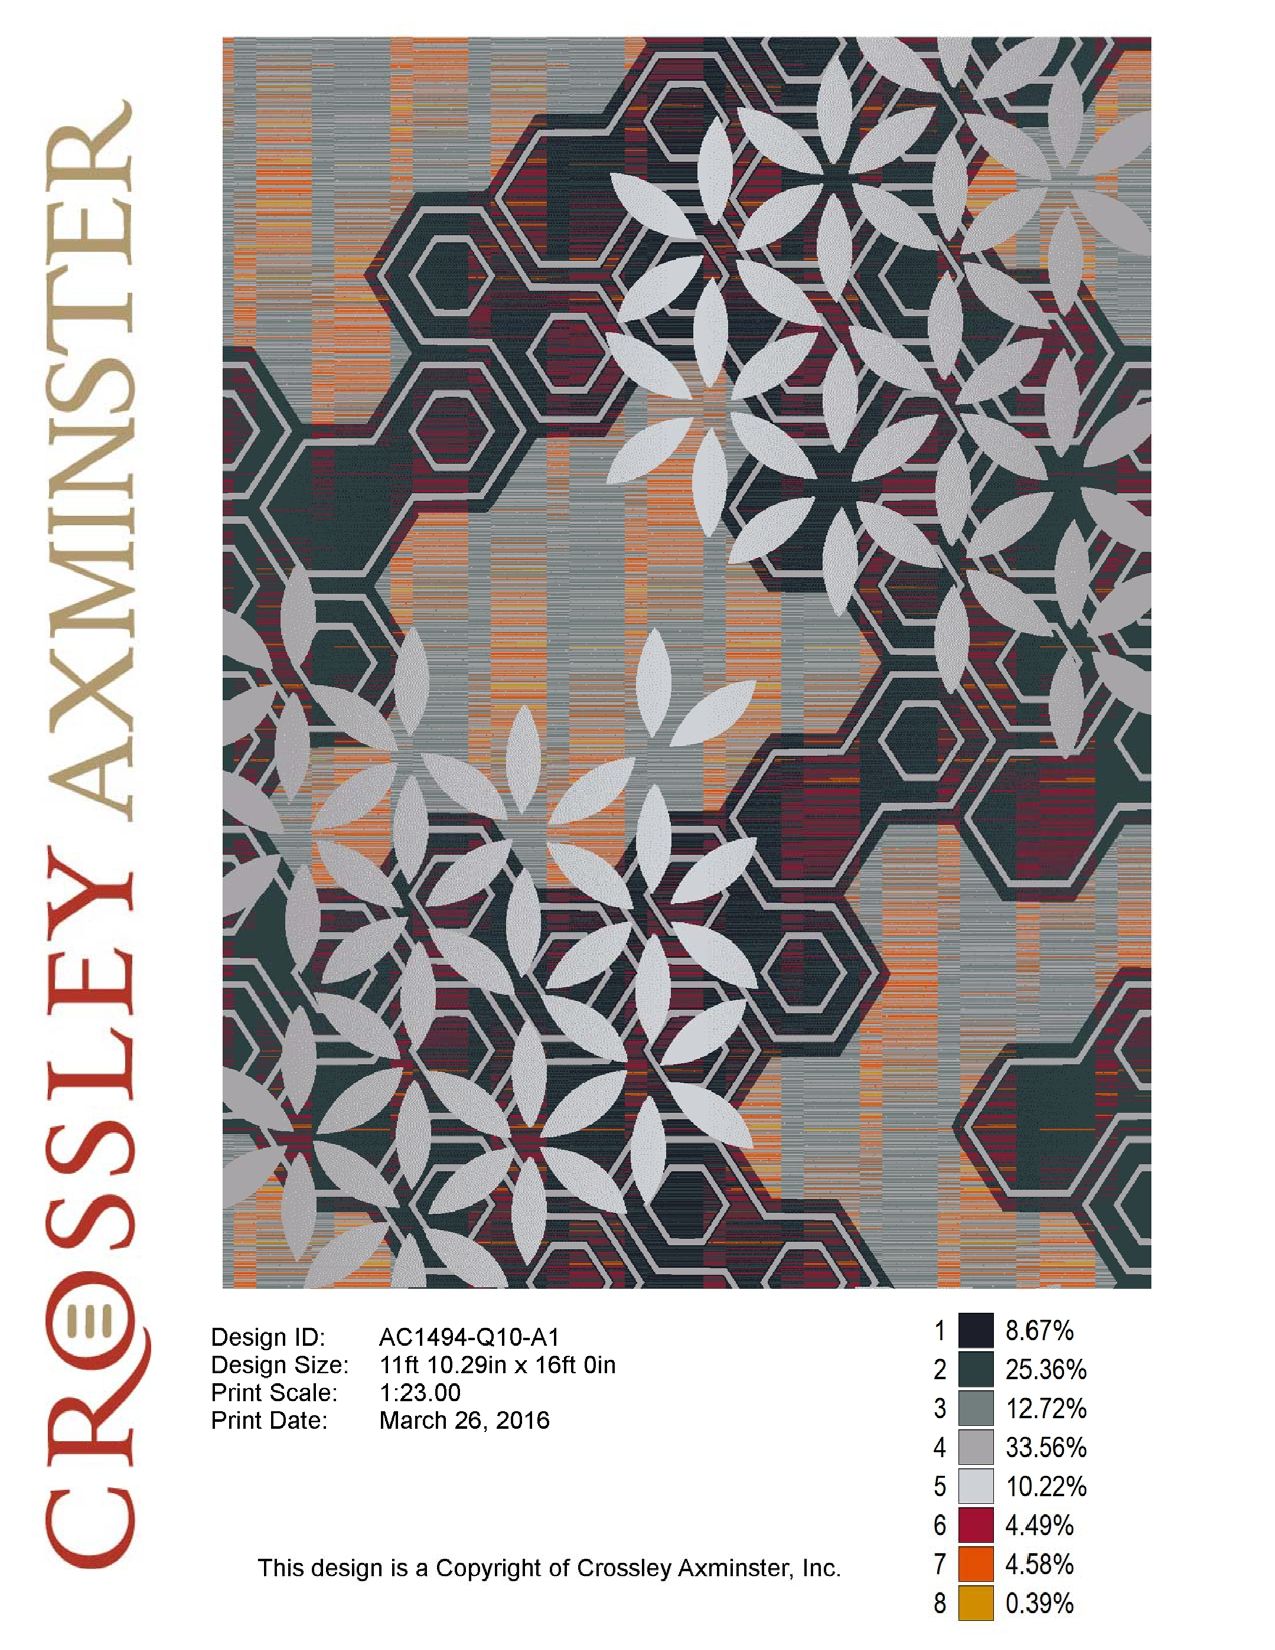 CROSSLEY AXMINSTER
Design ID: AC1494-Q10-A1
Design Size: 11ft 10.29in x 16ft 0in
Print Scale: 1:23.00
Print Date: March 26, 2016
1 8.67%
2 25.36%
3 12.72%
4 33.56%
5 10.22%
6 4.49%
7 4.58%
8 0.39%
This design is a Copyright of Crossley Axminster, Inc.